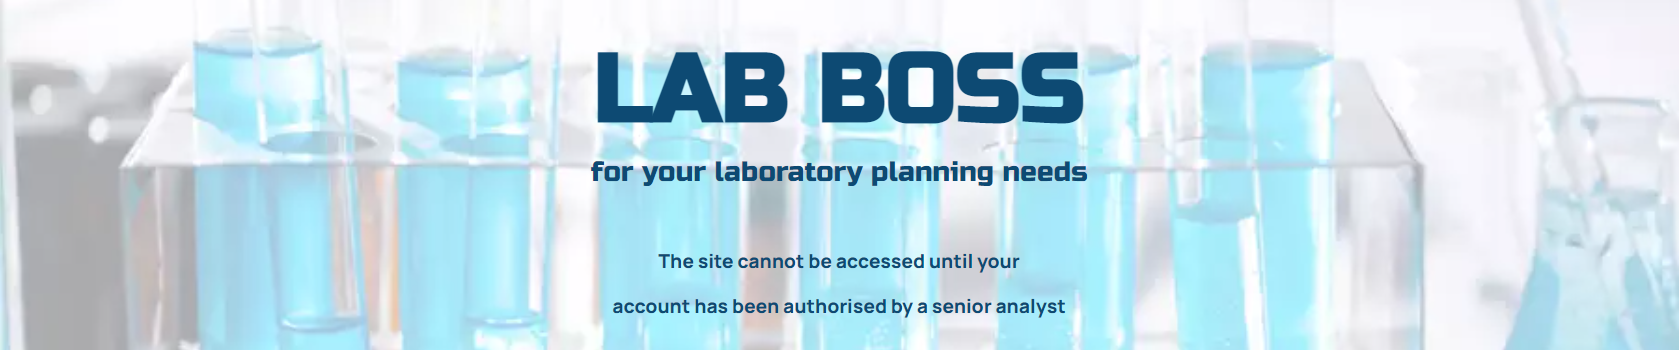 LAB BOSS
for your laboratory planning needs
The site cannot be accessed until your
account has been authorised by a senior analyst